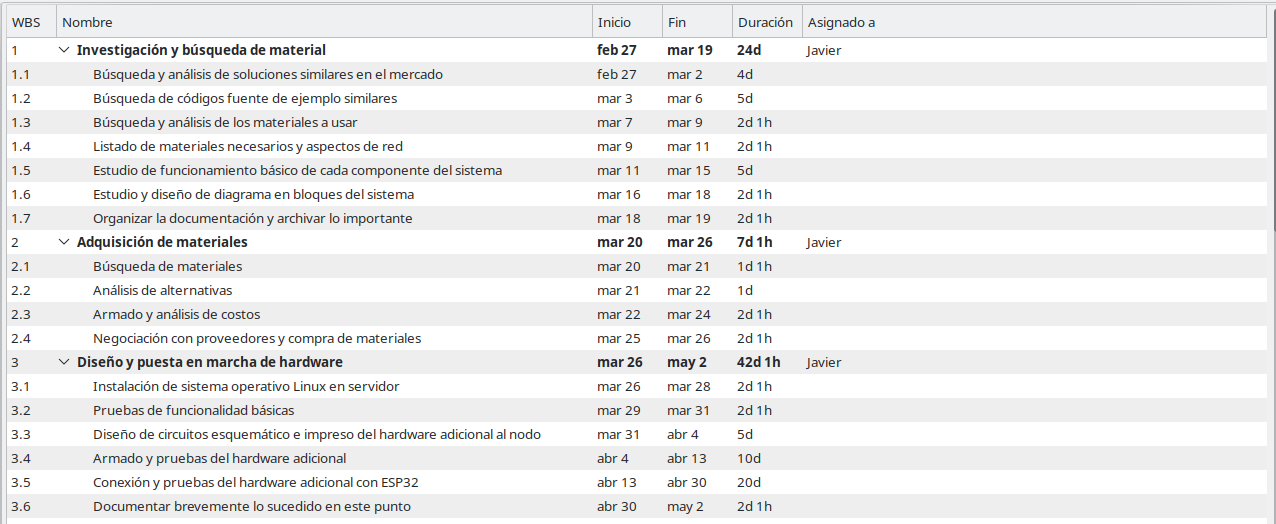 WBS Nombre Inicio Fin Duración Asignado a
1 Investigación y búsqueda de material feb 27 mar 19 24d Javier
1.1 Búsqueda y análisis de soluciones similares en el mercado feb 27 mar 2 4d
1.2 Búsqueda de códigos fuente de ejemplo similares mar 3 mar 6 5d
1.3 Búsqueda y análisis de los materiales a usar mar 7 mar 9 2d 1h
1.4 Listado de materiales necesarios y aspectos de red mar 9 mar 11 2d 1h
1.5 Estudio de funcionamiento básico de cada componente del sistema mar 11 mar 15 5d
1.6 Estudio y diseño de diagrama en bloques del sistema mar 16 mar 18 2d 1h
1.7 Organizar la documentación y archivar lo importante mar 18 mar 19 2d 1h
2 Adquisición de materiales mar 20 mar 26 7d 1h Javier
2.1 Búsqueda de materiales mar 20 mar 21 1d 1h
2.2 Análisis de alternativas mar 21 mar 22 1d
2.3 Armado y análisis de costos mar 22 mar 24 2d 1h
2.4 Negociación con proveedores y compra de materiales mar 25 mar 26 2d 1h
3 Diseño y puesta en marcha de hardware mar 26 may 2 42d 1h Javier
3.1 Instalación de sistema operativo Linux en servidor mar 26 mar 28 2d 1h
3.2 Pruebas de funcionalidad básicas mar 29 mar 31 2d 1h
3.3 Diseño de circuitos esquemático e impreso del hardware adicional al nodo mar 31 abr 4 5d
3.4 Armado y pruebas del hardware adicional abr 4 abr 13 10d
3.5 Conexión y pruebas del hardware adicional con ESP32 abr 13 abr 30 20d
3.6 Documentar brevemente lo sucedido en este punto abr 30 may 2 2d 1h